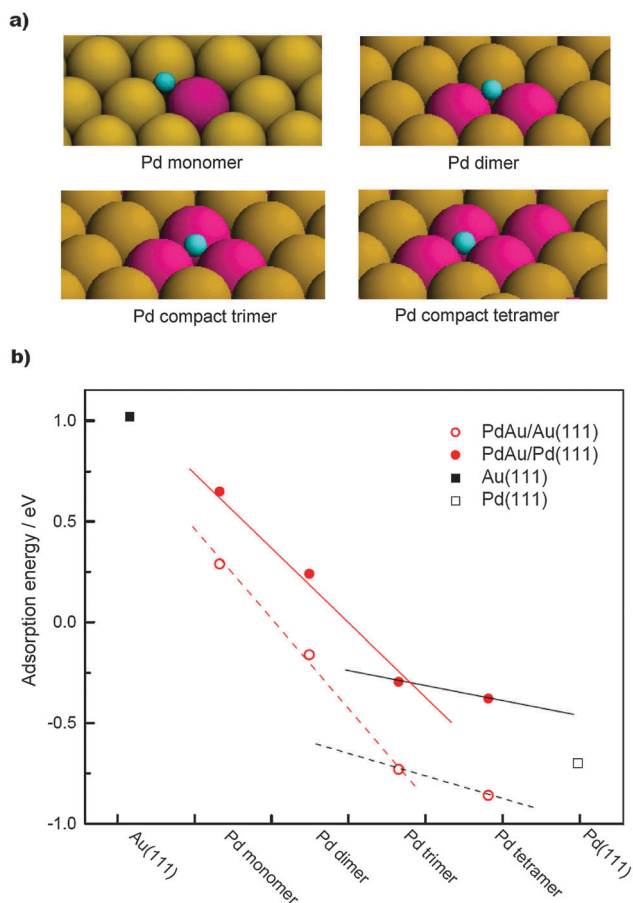 a)
Pd monomer
Pd dimer
Pd compact trimer
Pd compact tetramer
b)
Adsorption energy / eV
1.0
0.5
0.0
-0.5
-1.0
PdAu/Au(111)
PdAu/Pd(111)
Au(111)
Pd(111)
Au(111)
Pd monomer
Pd dimer
Pd trimer
Pd tetramer
Pd(111)